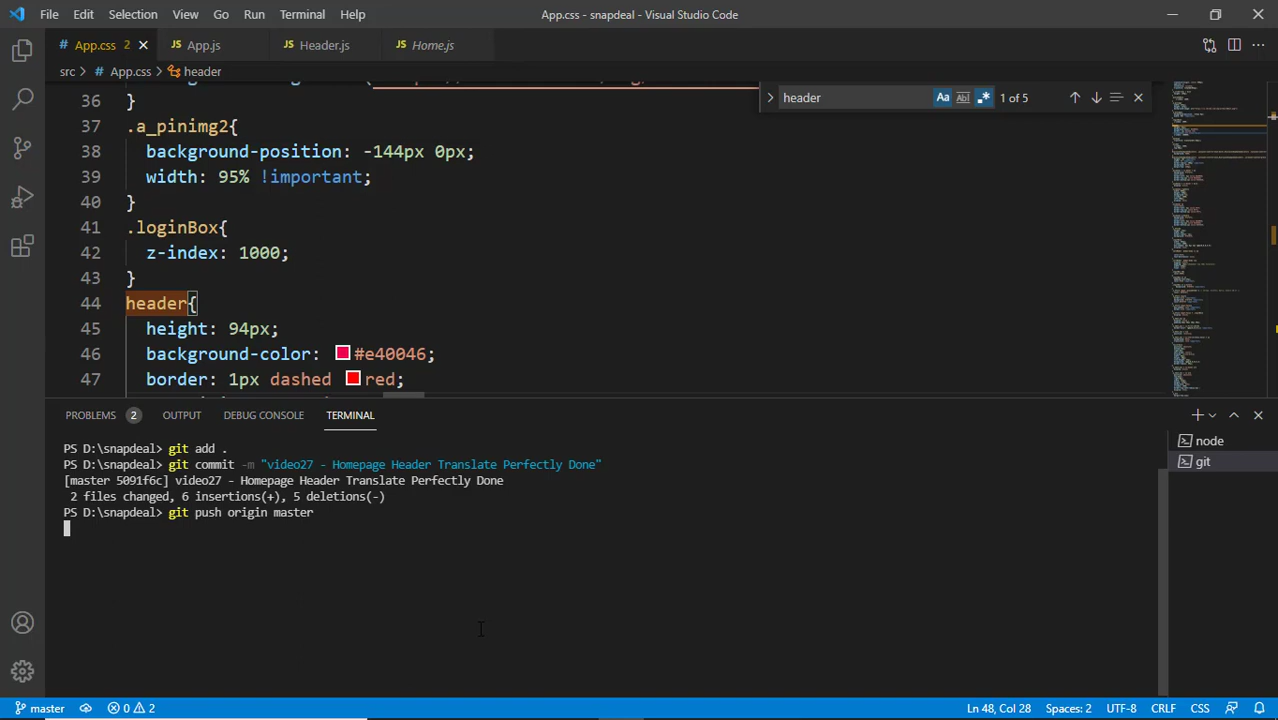 File Edit Selection View Go Run Terminal Help App.css - snapdeal - Visual Studio Code
# App.css 2 JS App.js JS Header.js JS Home.js
src > # App.css > header
header Aa Abl .* 1 of 5
36 }
37 .a_pinimg2{
38 background-position: -144px 0px;
39 width: 95% !important;
40 }
41 .loginBox{
42 z-index: 1000;
43 }
44 header{
45 height: 94px;
46 background-color: #e40046;
47 border: 1px dashed red;
PROBLEMS 2 OUTPUT DEBUG CONSOLE TERMINAL
PS D:\snapdeal> git add .
PS D:\snapdeal> git commit -m "video27 - Homepage Header Translate Perfectly Done"
[master 5091f6c] video27 - Homepage Header Translate Perfectly Done
2 files changed, 6 insertions(+), 5 deletions(-)
PS D:\snapdeal> git push origin master
node
git
master 0 2 Ln 48, Col 28 Spaces: 2 UTF-8 CRLF CSS